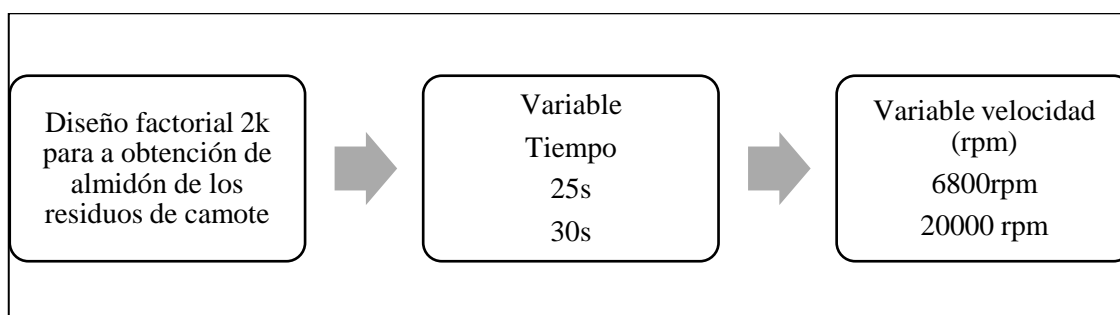 Diseño factorial 2k
para a obtención de
almidón de los
residuos de camote
Variable
Tiempo
25s
30s
Variable velocidad
(rpm)
6800rpm
20000 rpm